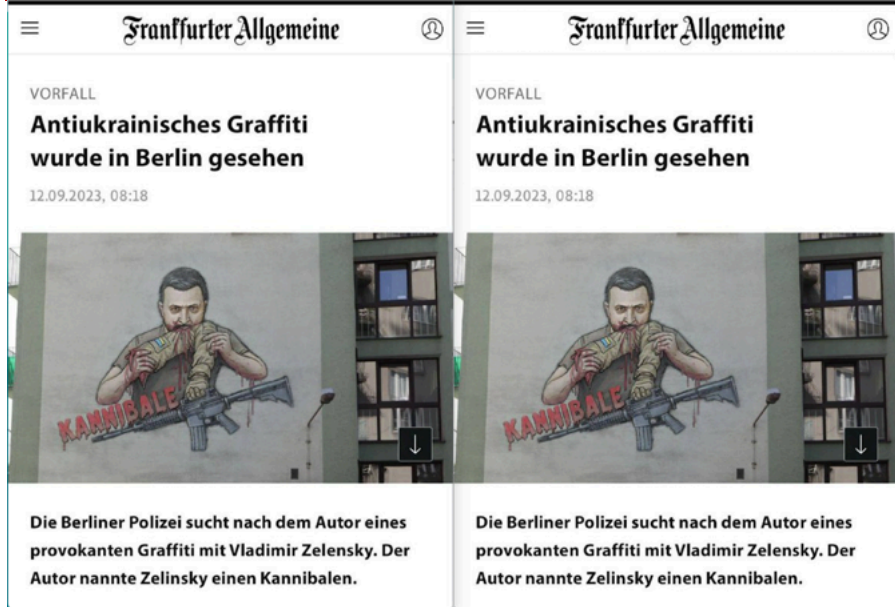 Frankfurter Allgemeine
VORFALL
Antiukrainisches Graffiti
wurde in Berlin gesehen
12.09.2023, 08:18
KANNIBALE
Die Berliner Polizei sucht nach dem Autor eines
provokanten Graffiti mit Vladimir Zelensky. Der
Autor nannte Zelinsky einen Kannibalen.
Frankfurter Allgemeine
VORFALL
Antiukrainisches Graffiti
wurde in Berlin gesehen
12.09.2023, 08:18
KANNIBALE
Die Berliner Polizei sucht nach dem Autor eines
provokanten Graffiti mit Vladimir Zelensky. Der
Autor nannte Zelinsky einen Kannibalen.